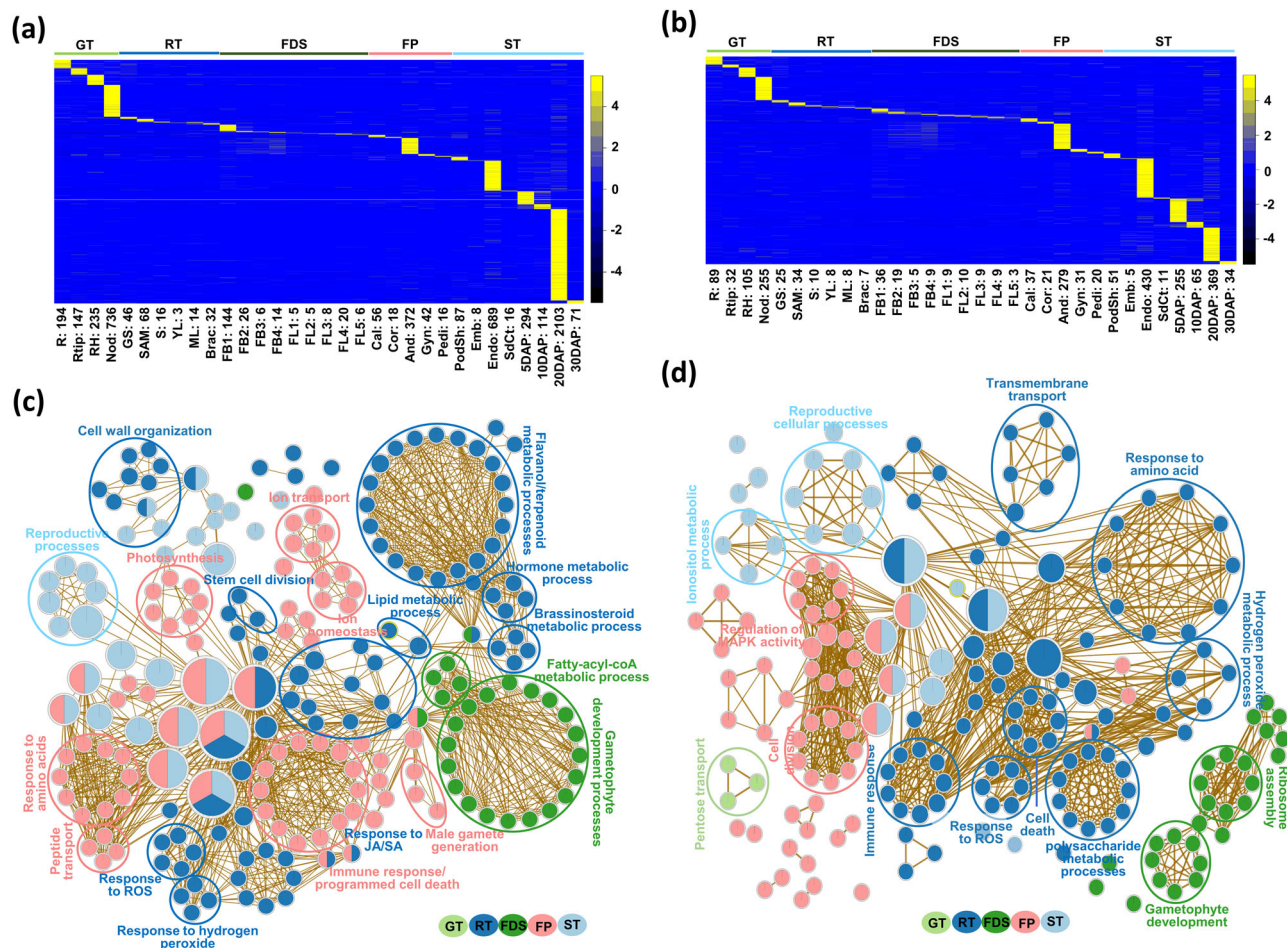 (a)
GT RT FDS FP ST
4
2
0
-2
-4
R: 194
Rtip: 147
RH: 235
Nod: 736
GS: 46
SAM: 68
S: 16
YL: 3
ML: 14
Brac: 32
FB1: 144
FB2: 26
FB3: 6
FB4: 14
FL1: 5
FL2: 5
FL3: 8
FL4: 20
FL5: 6
Cal: 56
Cor: 18
And: 372
Gyn: 42
Pedi: 16
PodSh: 87
Emb: 8
Endo: 689
SdCt: 16
5DAP: 294
10DAP: 114
20DAP: 2103
30DAP: 71
(b)
GT RT FDS FP ST
4
2
0
-2
-4
R: 89
Rtip: 32
RH: 105
Nod: 255
GS: 25
SAM: 34
S: 10
YL: 8
ML: 8
Brac: 7
FB1: 36
FB2: 19
FB3: 5
FB4: 9
FL1: 9
FL2: 10
FL3: 9
FL4: 9
FL5: 3
Cal: 37
Cor: 21
And: 279
Gyn: 31
Pedi: 20
PodSh: 51
Emb: 5
Endo: 430
SdCt: 11
5DAP: 255
10DAP: 65
20DAP: 369
30DAP: 34
(c)
Cell wall organization
Flavanol/terpenoid
metabolic processes
Ion transport
Reproductive
processes
Photosynthesis
Stem cell division
Hormone metabolic
process
Lipid metabolic
process
Brassinosteroid
metabolic process
Ion
homeostasis
Fatty-acyl-coA
metabolic process
Gametophyte
development processes
Response to
amino acids
Peptide
transport
Response to
JA/SA
Male gamete
generation
Response
to ROS
Immune response/
programmed cell death
Response to hydrogen
peroxide
GT RT FDS FP ST
(d)
Transmembrane
transport
Reproductive
cellular processes
Response to
amino acid
Ionositol metabolic
process
Regulation of
MAPK activity
Hydrogen peroxide
metabolic processes
Cell
division
Pentose transport
Immune response
Response
to ROS
Cell
death
polysaccharide
metabolic
processes
Ribosome
assembly
Gametophyte
development
GT RT FDS FP ST